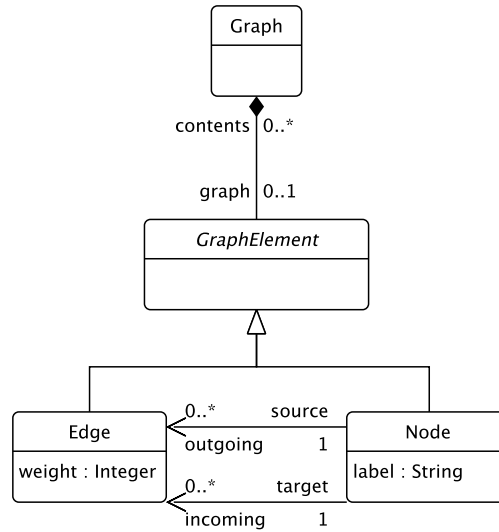 Graph
contents 0..*
graph 0..1
GraphElement
Edge
weight : Integer
0..* source
outgoing 1
0..* target
incoming 1
Node
label : String